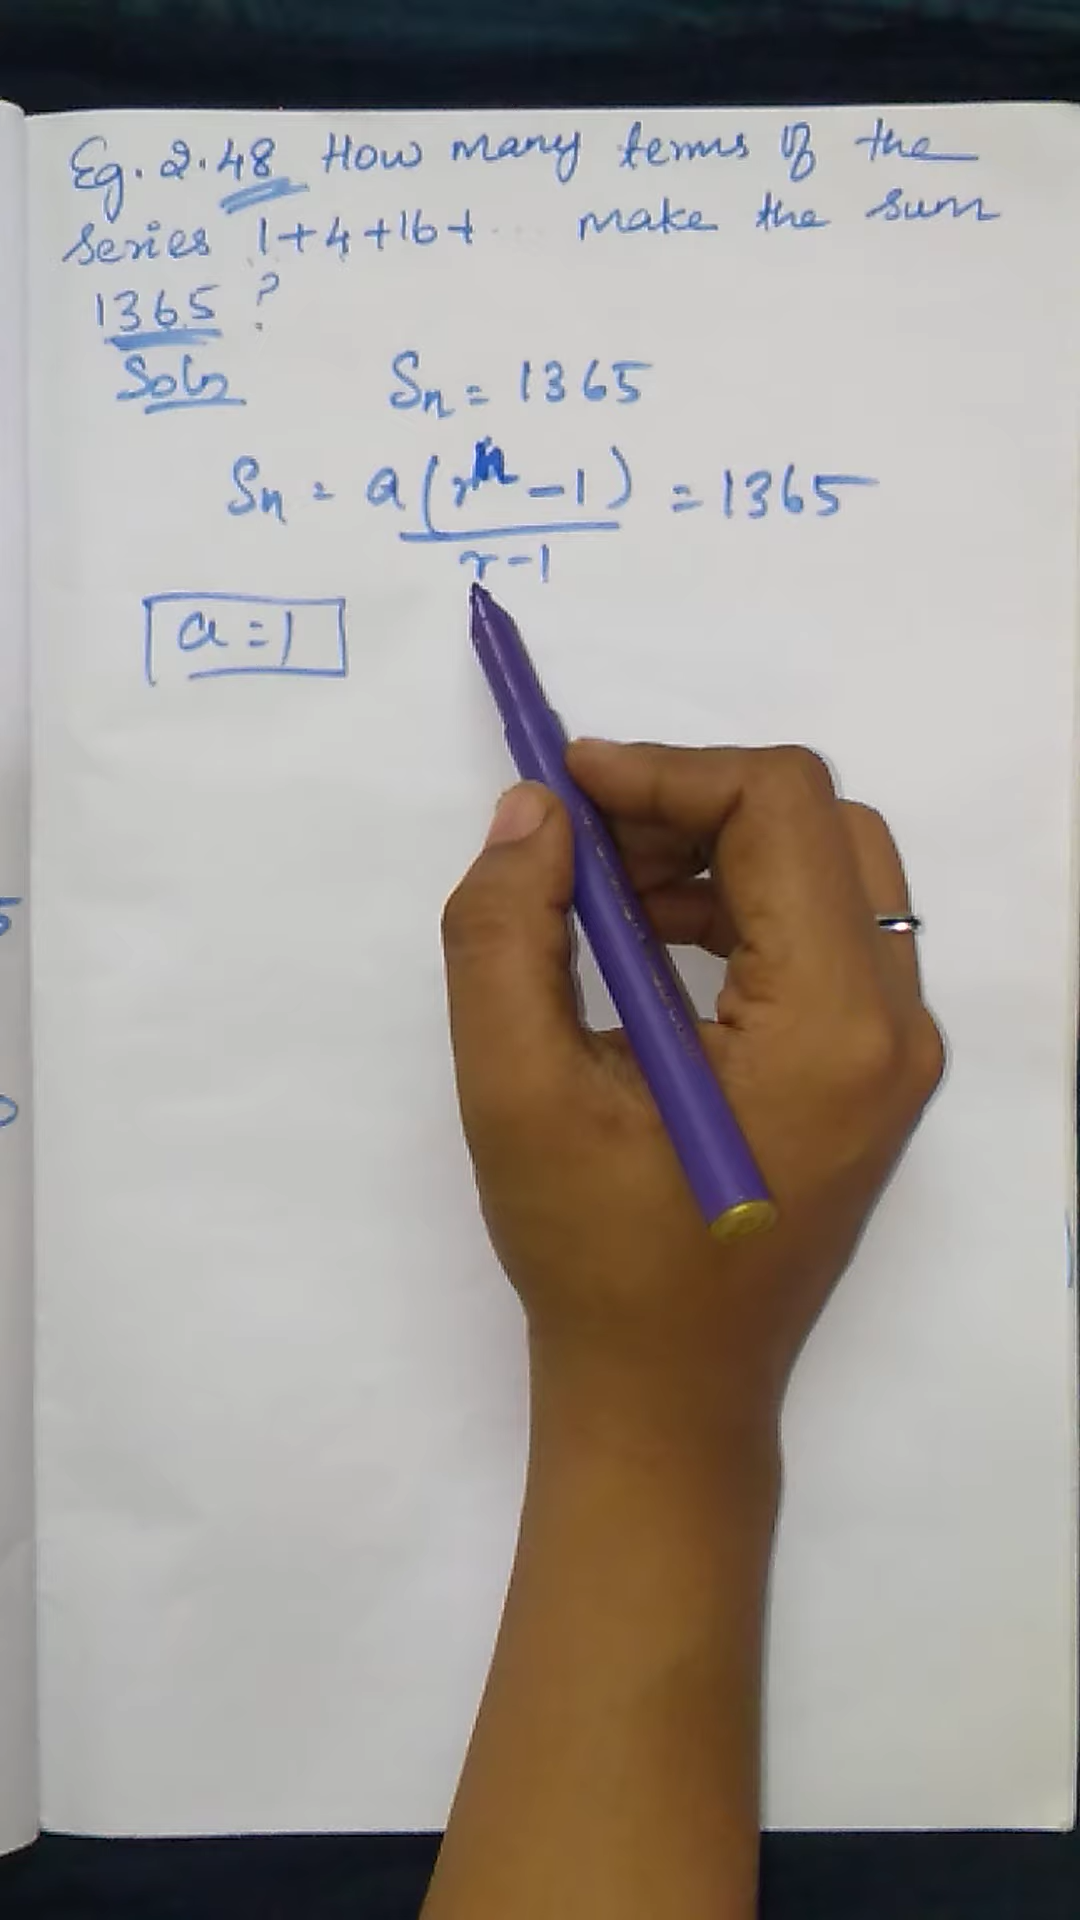 Eg. 2.48 How many terms of the
series 1+4+16+... make the sum
1365 ?
Soln
Sn = 1365
Sn = a(r^n - 1) / r-1 = 1365
a = 1